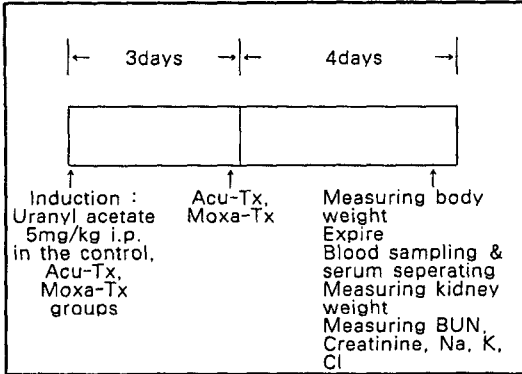 3days
4days
Induction :
Uranyl acetate
5mg/kg i.p.
in the control,
Acu-Tx,
Moxa-Tx
groups
Acu-Tx,
Moxa-Tx
Measuring body
weight
Expire
Blood sampling &
serum seperating
Measuring kidney
weight
Measuring BUN,
Creatinine, Na, K,
Cl